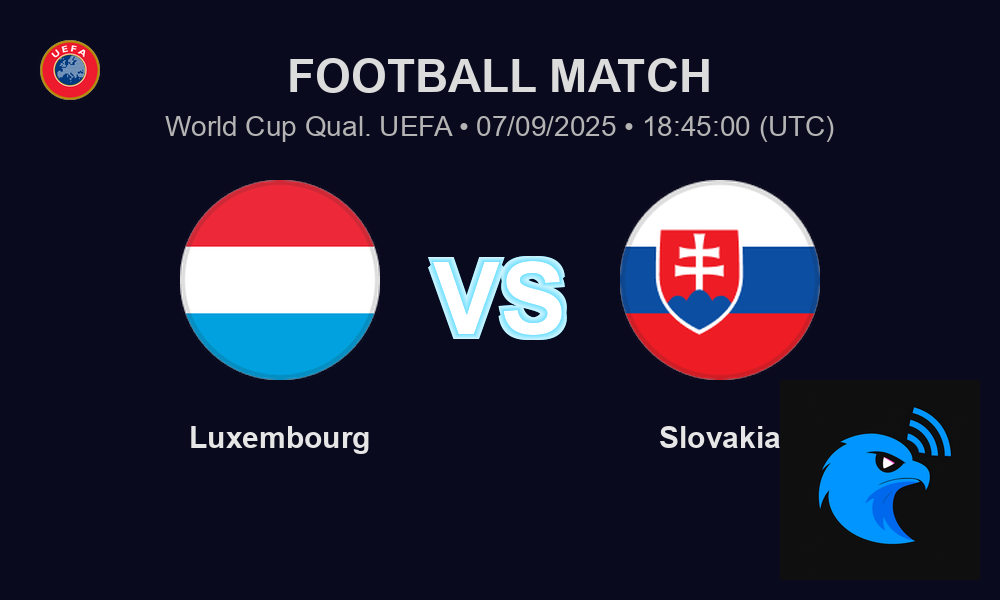 UEFA
FOOTBALL MATCH
World Cup Qual. UEFA • 07/09/2025 • 18:45:00 (UTC)
VS
Luxembourg
Slovakia